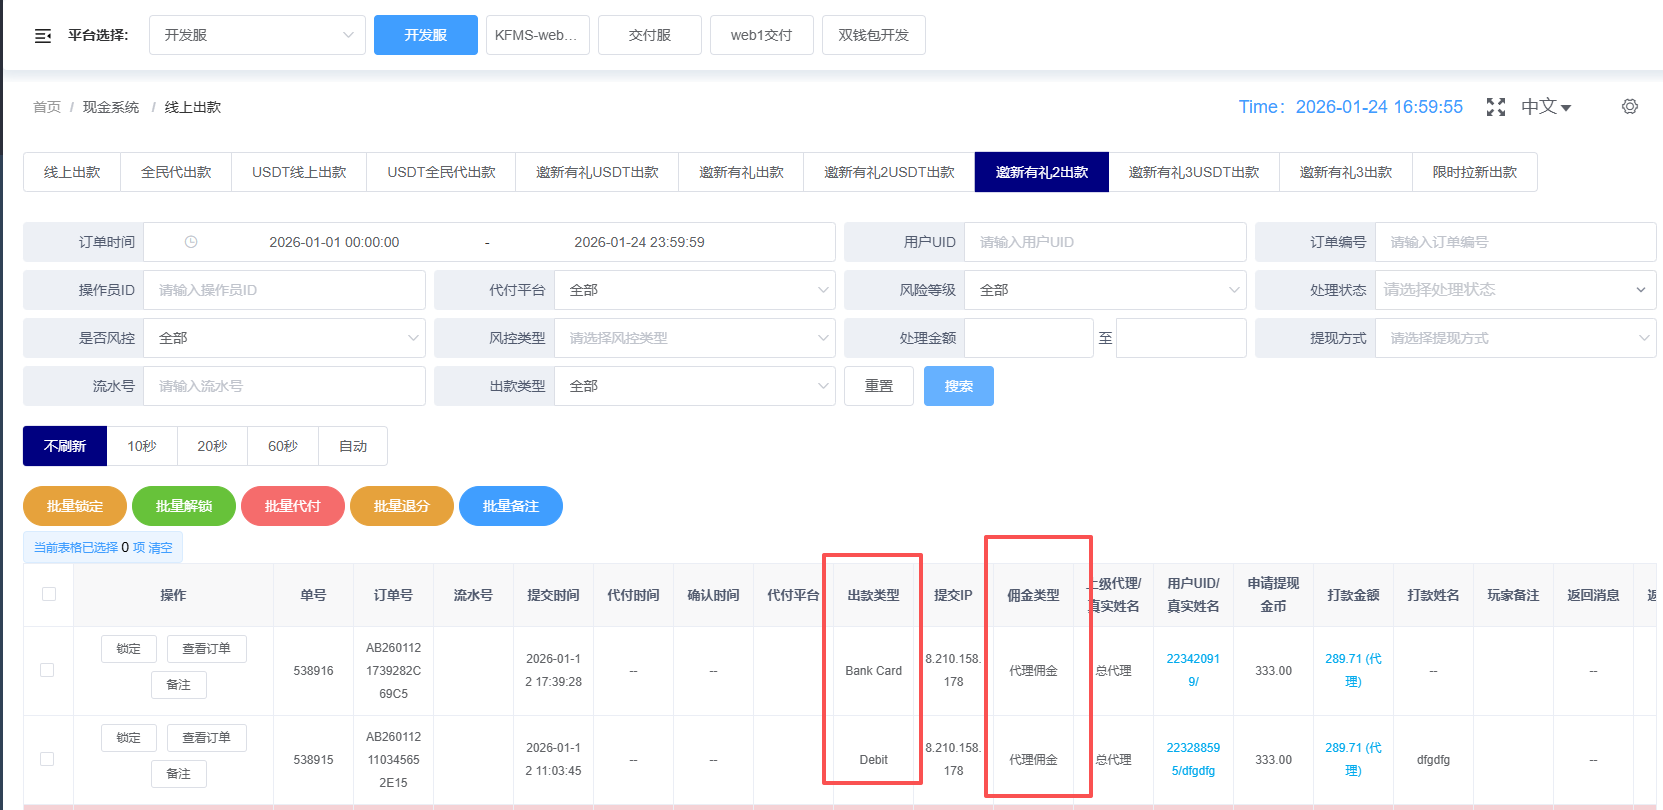 平台选择:
开发服
开发服
KFMS-web...
交付服
web1交付
双钱包开发
首页 / 现金系统 / 线上出款
Time: 2026-01-24 16:59:55
中文
线上出款
全民代出款
USDT线上出款
USDT全民代出款
邀新有礼USDT出款
邀新有礼出款
邀新有礼2USDT出款
邀新有礼2出款
邀新有礼3USDT出款
邀新有礼3出款
限时拉新出款
订单时间 2026-01-01 00:00:00 - 2026-01-24 23:59:59
用户UID 请输入用户UID
订单编号 请输入订单编号
操作员ID 请输入操作员ID
代付平台 全部
风险等级 全部
处理状态 请选择处理状态
是否风控 全部
风控类型 请选择风控类型
处理金额 至
提现方式 请选择提现方式
流水号 请输入流水号
出款类型 全部
重置
搜索
不刷新
10秒
20秒
60秒
自动
批量锁定
批量解锁
批量代付
批量退分
批量备注
当前表格已选择 0 项 清空
操作
单号
订单号
流水号
提交时间
代付时间
确认时间
代付平台
出款类型
提交IP
佣金类型
上级代理/
真实姓名
用户UID/
真实姓名
申请提现
金币
打款金额
打款姓名
玩家备注
返回消息
锁定
查看订单
备注
538916
AB260112
1739282C
69C5
2026-01-1
2 17:39:28
--
--
Bank Card
8.210.158.
178
代理佣金
总代理
22342091
9/
333.00
289.71 (代
理)
--
--
锁定
查看订单
备注
538915
AB260112
11034565
2E15
2026-01-1
2 11:03:45
--
--
Debit
8.210.158.
178
代理佣金
总代理
22328859
5/dfgdfg
333.00
289.71 (代
理)
dfgdfg
--